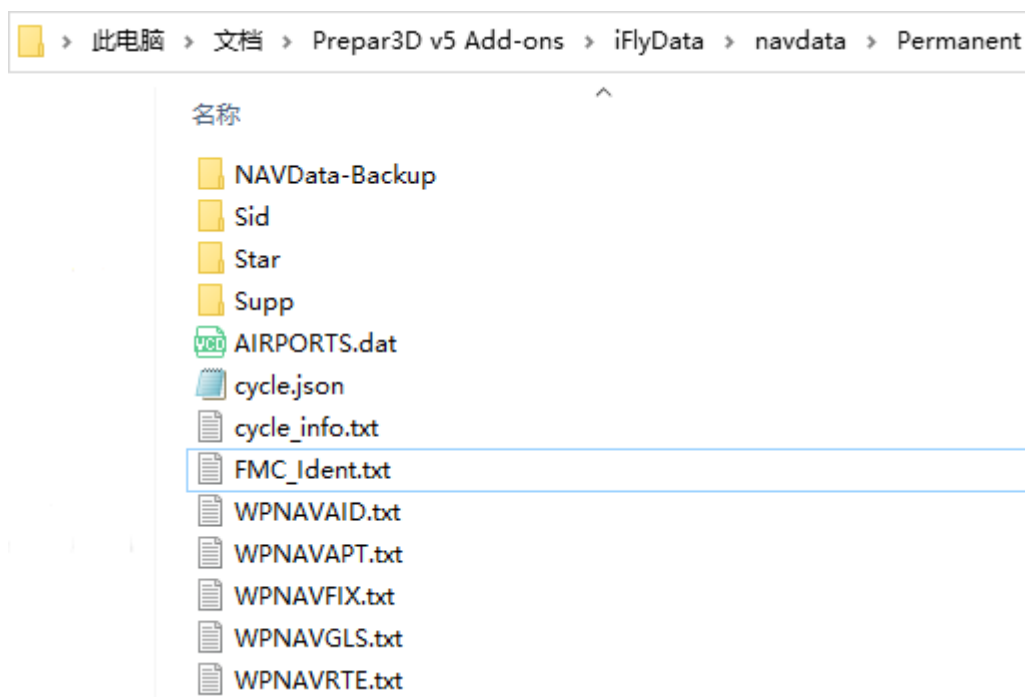 此电脑 › 文档 › Prepar3D v5 Add-ons › iFlyData › navdata › Permanent
名称
NAVData-Backup
Sid
Star
Supp
VCD AIRPORTS.dat
cycle.json
cycle_info.txt
FMC_Ident.txt
WPNAVAID.txt
WPNAVAPT.txt
WPNAVFIX.txt
WPNAVGLS.txt
WPNAVRTE.txt